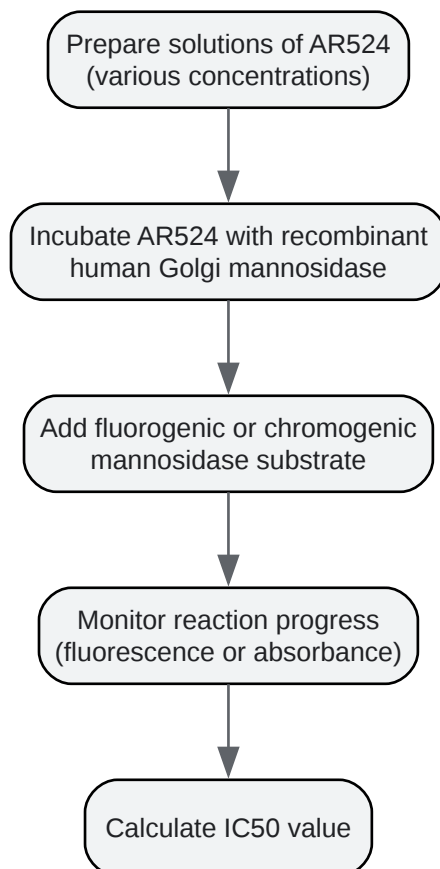 Prepare solutions of AR524
(various concentrations)
Incubate AR524 with recombinant
human Golgi mannosidase
Add fluorogenic or chromogenic
mannosidase substrate
Monitor reaction progress
(fluorescence or absorbance)
Calculate IC50 value